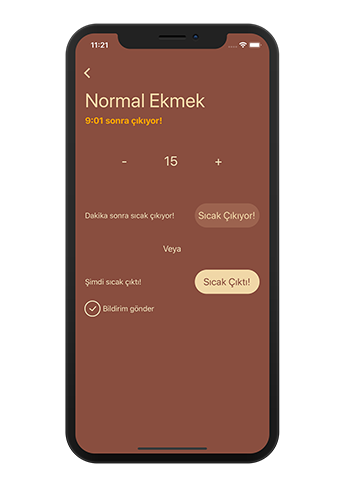 11:21
Normal Ekmek
9:01 sonra çıkıyor!
- 15 +
Dakika sonra sıcak çıkıyor!
Sıcak Çıkıyor!
Veya
Şimdi sıcak çıktı!
Sıcak Çıktı!
Bildirim gönder